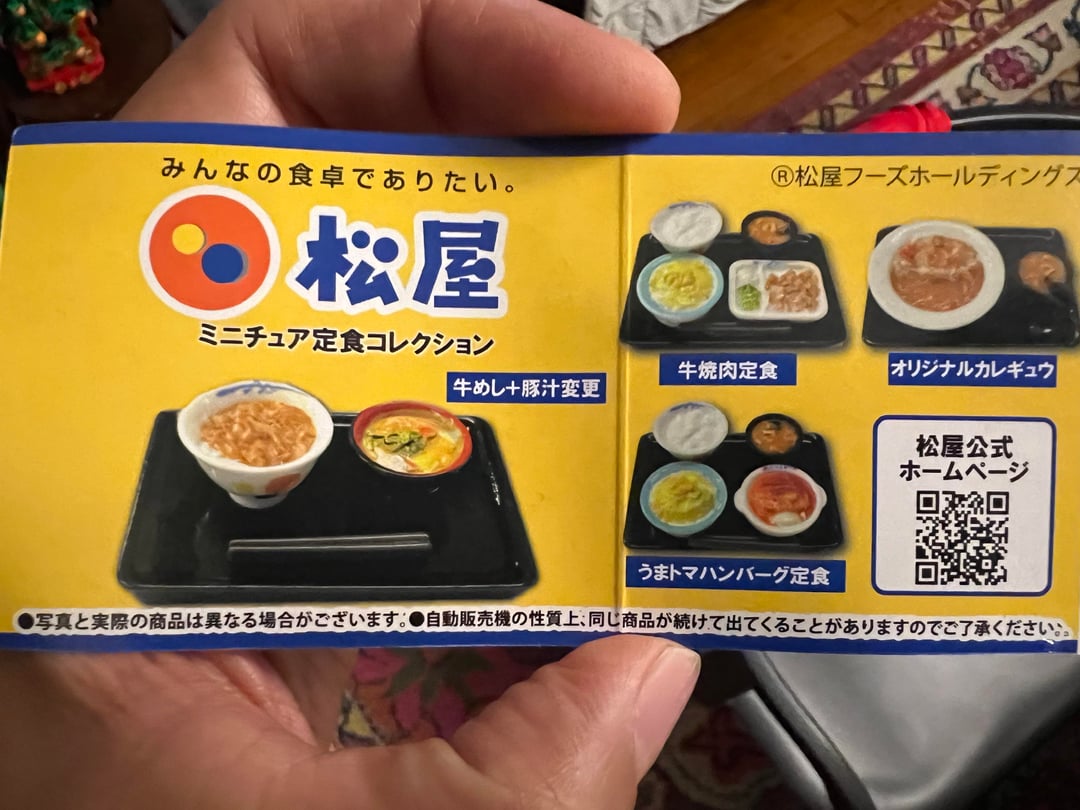 みんなの食卓でありたい。
松屋
ミニチュア定食コレクション
牛めし+豚汁変更
®松屋フーズホールディングス
牛焼肉定食
オリジナルカレギュウ
うまトマハンバーグ定食
松屋公式
ホームページ
●写真と実際の商品は異なる場合がございます。●自動販売機の性質上、同じ商品が続けて出てくることがありますのでご了承ください。